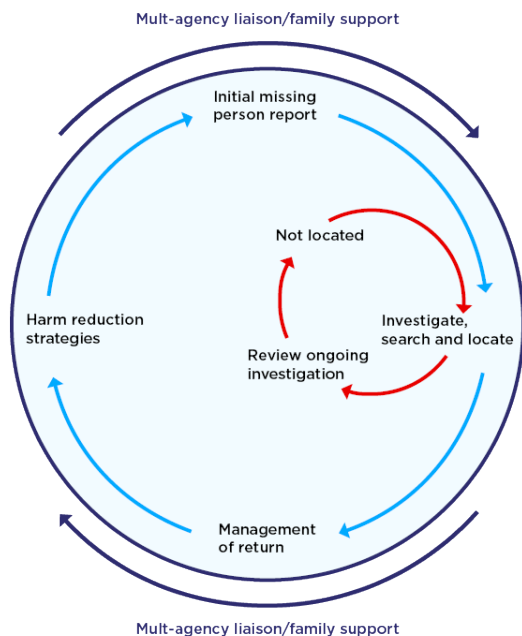 Mult-agency liaison/family support
Initial missing
person report
Not located
Harm reduction
strategies
Investigate,
search and locate
Review ongoing
investigation
Management
of return
Mult-agency liaison/family support